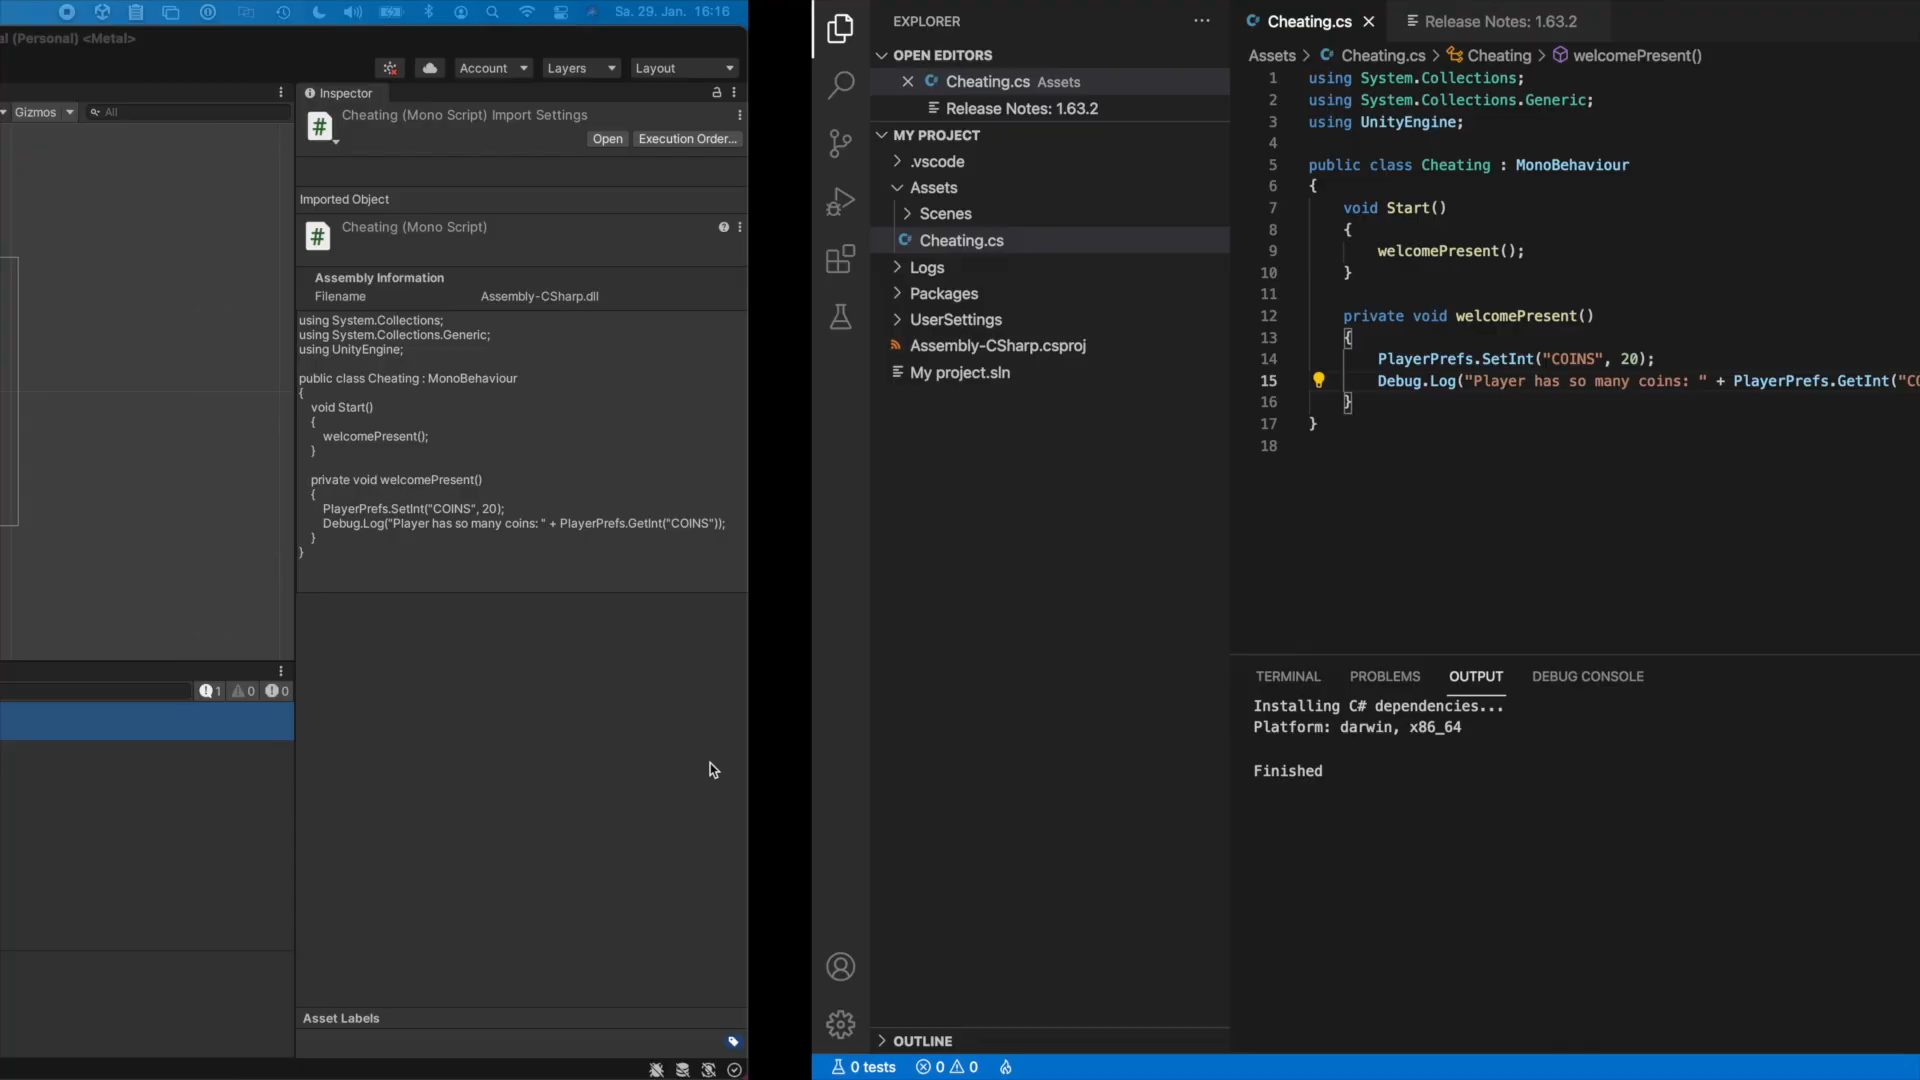 Sa. 29. Jan. 16:16
al (Personal) <Metal>
Account
Layers
Layout
Gizmos
All
Inspector
Cheating (Mono Script) Import Settings
Open
Execution Order...
Imported Object
Cheating (Mono Script)
Assembly Information
Filename Assembly-CSharp.dll
using System.Collections;
using System.Collections.Generic;
using UnityEngine;
public class Cheating : MonoBehaviour
{
void Start()
{
welcomePresent();
}
private void welcomePresent()
{
PlayerPrefs.SetInt("COINS", 20);
Debug.Log("Player has so many coins: " + PlayerPrefs.GetInt("COINS"));
}
}
1
0
0
Asset Labels
EXPLORER
OPEN EDITORS
Cheating.cs Assets
Release Notes: 1.63.2
MY PROJECT
.vscode
Assets
Scenes
Cheating.cs
Logs
Packages
UserSettings
Assembly-CSharp.csproj
My project.sln
OUTLINE
0 tests
0
0
Cheating.cs
Release Notes: 1.63.2
Assets > Cheating.cs > Cheating > welcomePresent()
1 using System.Collections;
2 using System.Collections.Generic;
3 using UnityEngine;
4
5 public class Cheating : MonoBehaviour
6 {
7 void Start()
8 {
9 welcomePresent();
10 }
11
12 private void welcomePresent()
13 {
14 PlayerPrefs.SetInt("COINS", 20);
15 Debug.Log("Player has so many coins: " + PlayerPrefs.GetInt("CO
16 }
17 }
18
TERMINAL
PROBLEMS
OUTPUT
DEBUG CONSOLE
Installing C# dependencies...
Platform: darwin, x86_64
Finished